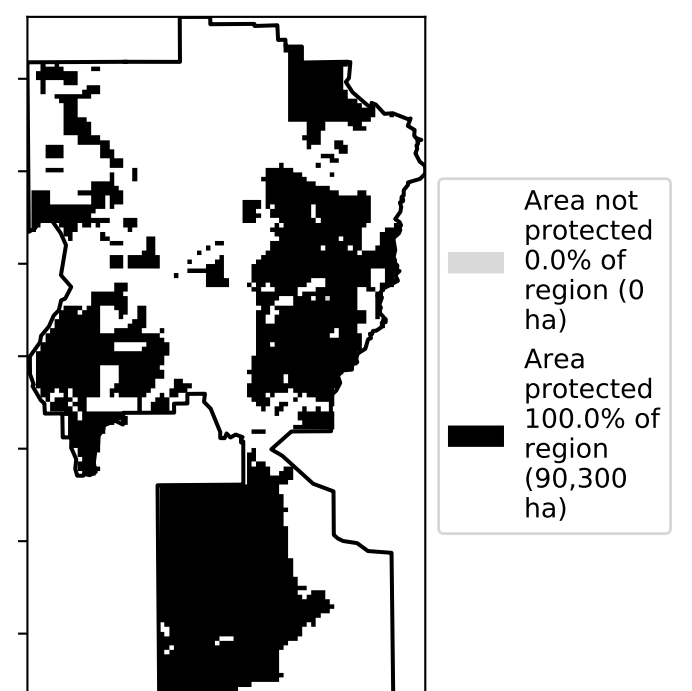 Area not
protected
0.0% of
region (0
ha)
Area
protected
100.0% of
region
(90,300
ha)